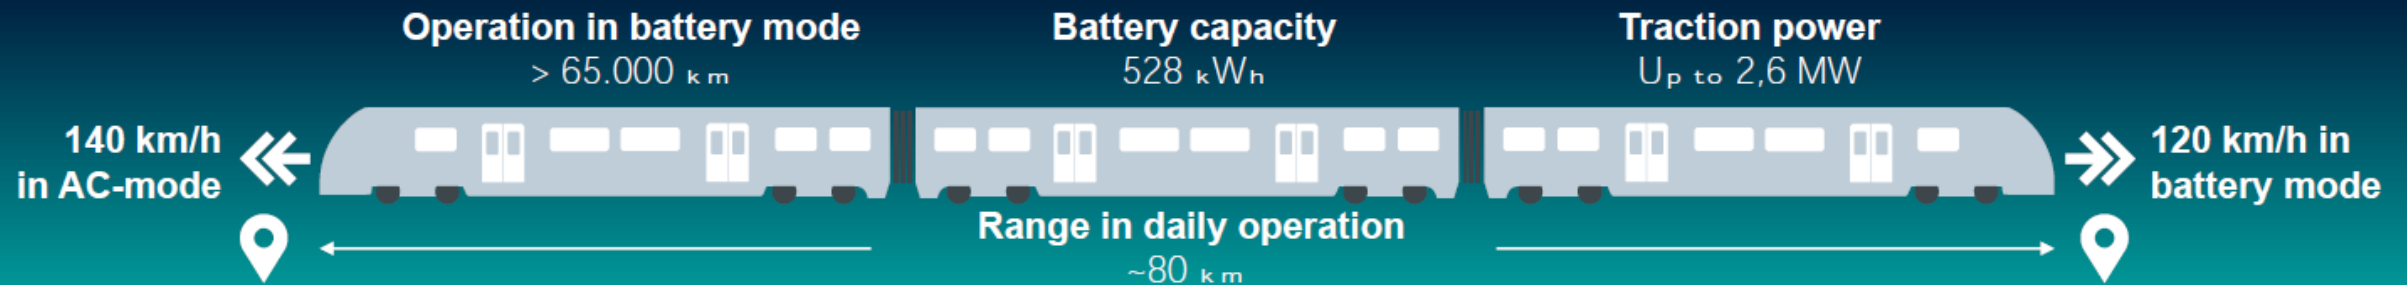 Operation in battery mode
> 65.000 km
Battery capacity
528 kWh
Traction power
Up to 2,6 MW
140 km/h
in AC-mode
120 km/h in
battery mode
Range in daily operation
~80 km